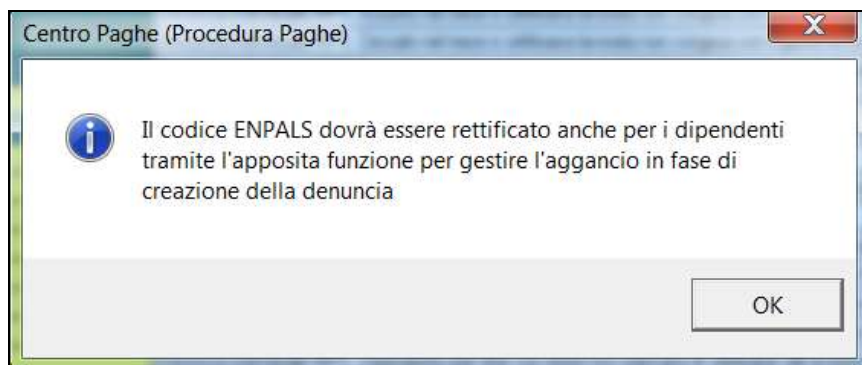 Centro Paghe (Procedura Paghe)
Il codice ENPALS dovrà essere rettificato anche per i dipendenti
tramite l'apposita funzione per gestire l'aggancio in fase di
creazione della denuncia
OK